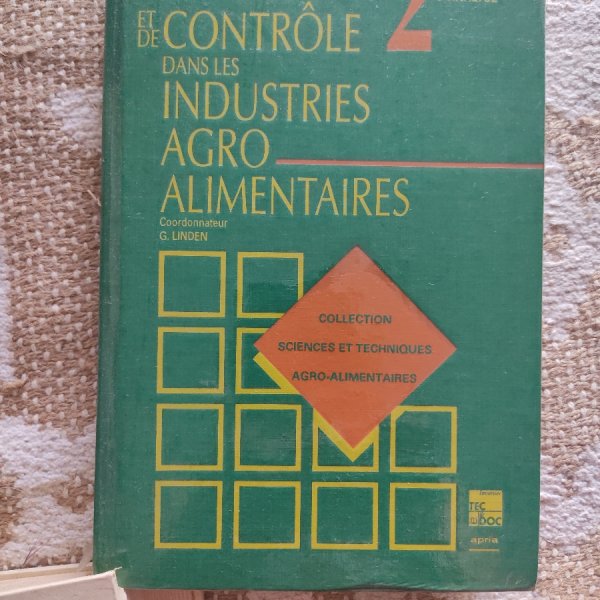 ET
DE CONTRÔLE 2
DANS LES
INDUSTRIES
AGRO
ALIMENTAIRES
Coordonnateur
G. LINDEN
COLLECTION
SCIENCES ET TECHNIQUES
AGRO-ALIMENTAIRES
TEC
& DOC
apria